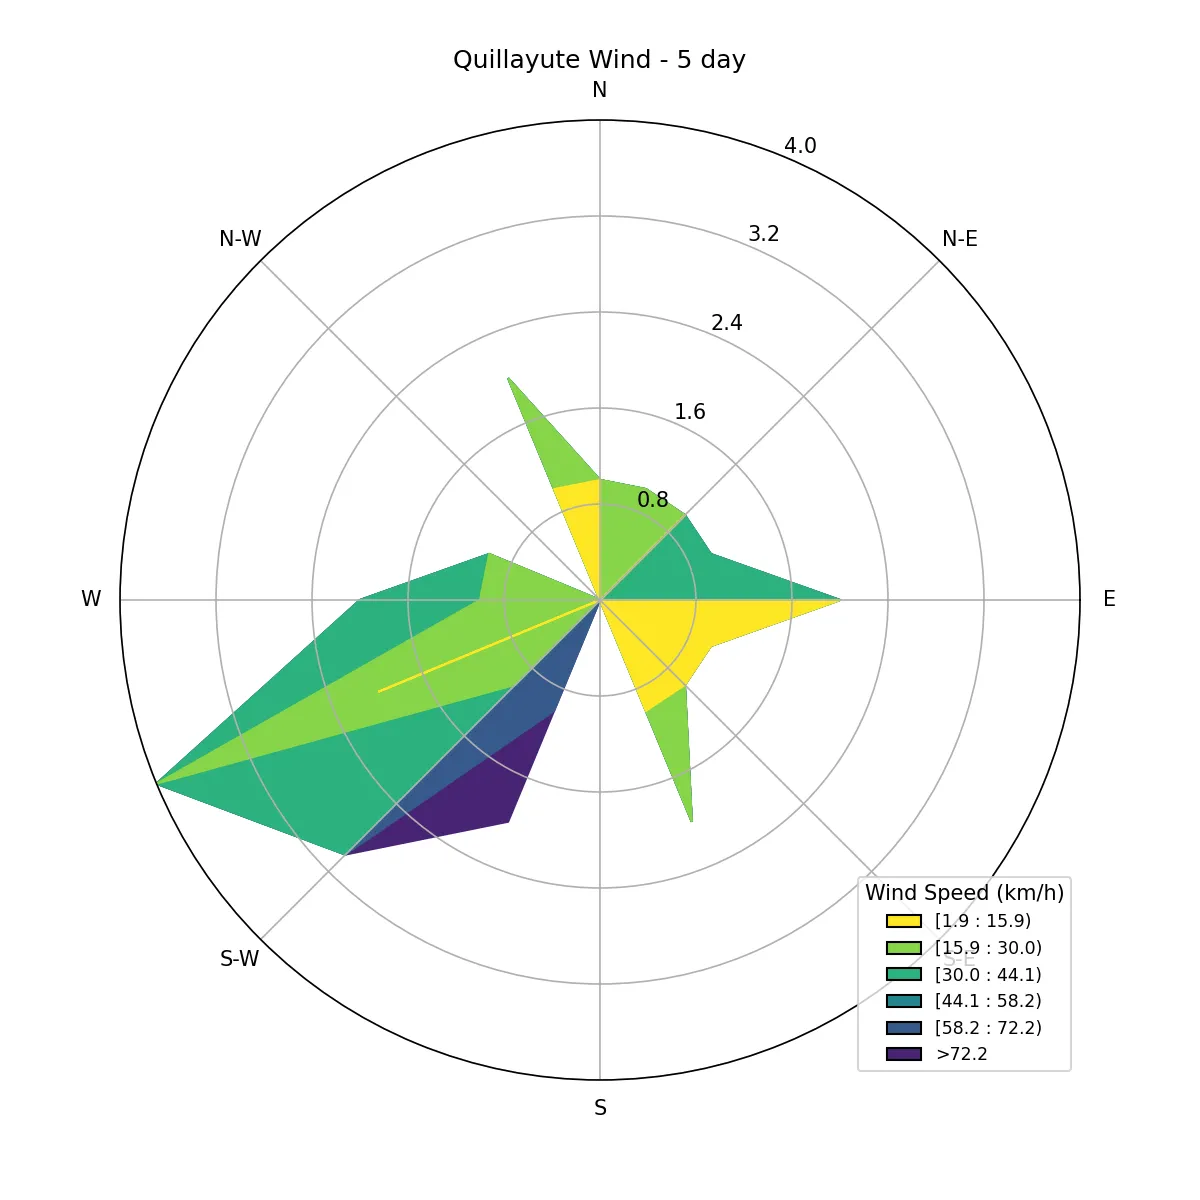 Quillayute Wind - 5 day
N
4.0
N-W
3.2
N-E
2.4
1.6
0.8
W
E
Wind Speed (km/h)
[1.9 : 15.9)
[15.9 : 30.0)
S-W
S-E
[30.0 : 44.1)
[44.1 : 58.2)
[58.2 : 72.2)
>72.2
S